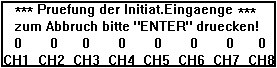 *** Pruefung der Initiat.Eingaenge ***
zum Abbruch bitte "ENTER" druecken!
0 0 0 0 0 0 0 0
CH1 CH2 CH3 CH4 CH5 CH6 CH7 CH8